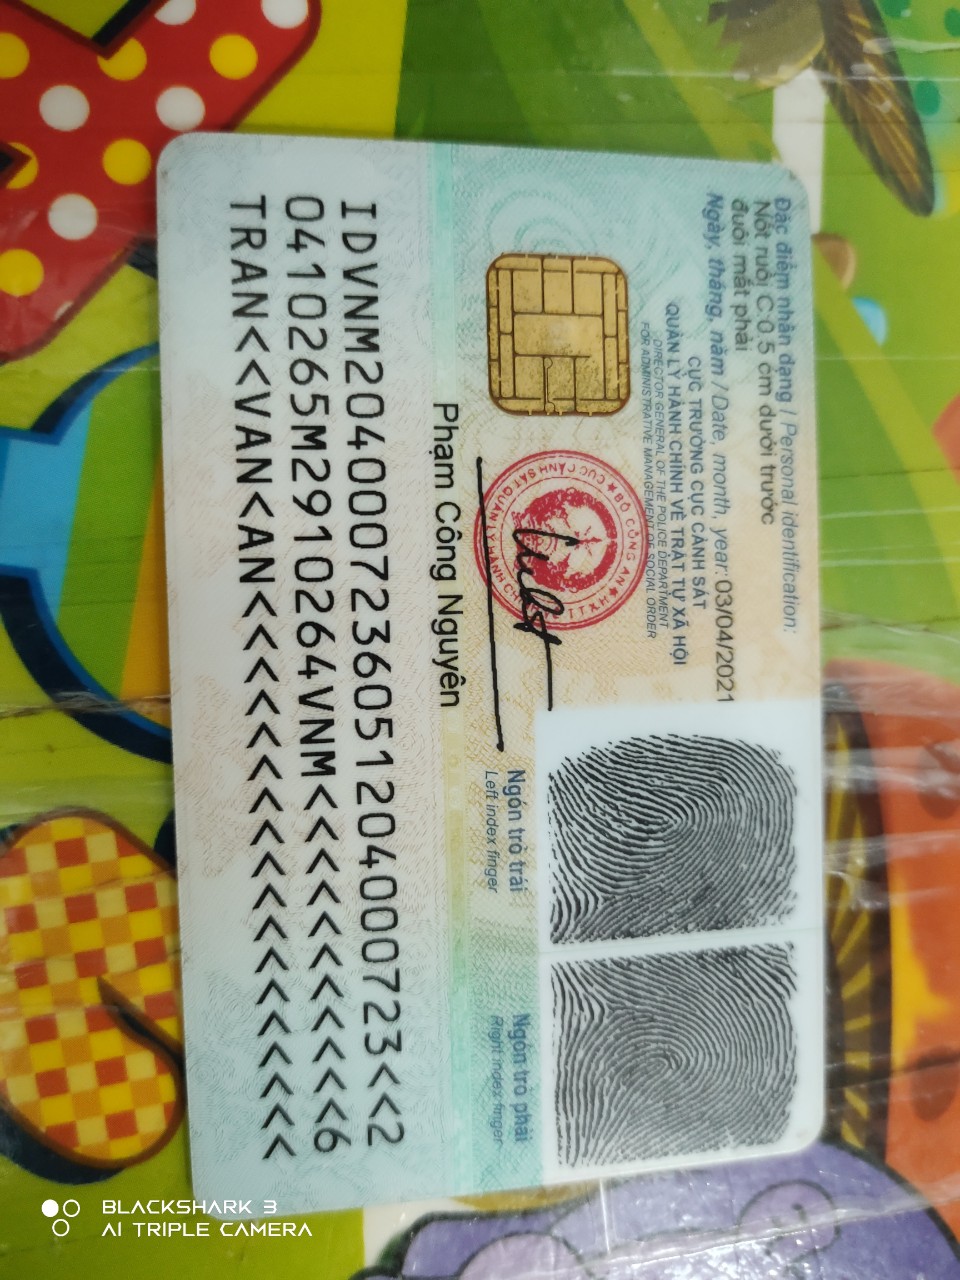 Đặc điểm nhân dạng / Personal identification:
Nốt ruồi C:0,5 cm dưới trước
đuôi mắt phải
Ngày, tháng, năm / Date, month, year: 03/04/2021
CỤC TRƯỞNG CỤC CẢNH SÁT
QUẢN LÝ HÀNH CHÍNH VỀ TRẬT TỰ XÃ HỘI
DIRECTOR GENERAL OF THE POLICE DEPARTMENT
FOR ADMINISTRATIVE MANAGEMENT OF SOCIAL ORDER
BỘ CÔNG AN
CỤC CẢNH SÁT QUẢN LÝ HÀNH CHÍNH
Phạm Công Nguyên
Ngón trỏ trái
Left index finger
Ngón trỏ phải
Right index finger
IDVNM2040007236051204000723<<2
0410265M2910264VNM<<<<<<<<<<<6
TRAN<<VAN<AN<<<<<<<<<<<<<<<<<<
BLACKSHARK 3
AI TRIPLE CAMERA